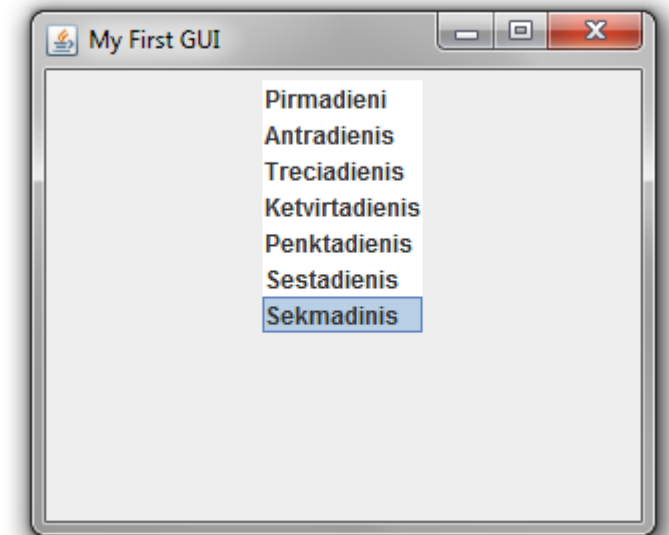 My First GUI
Pirmadieni
Antradienis
Treciadienis
Ketvirtadienis
Penktadienis
Sestadienis
Sekmadinis